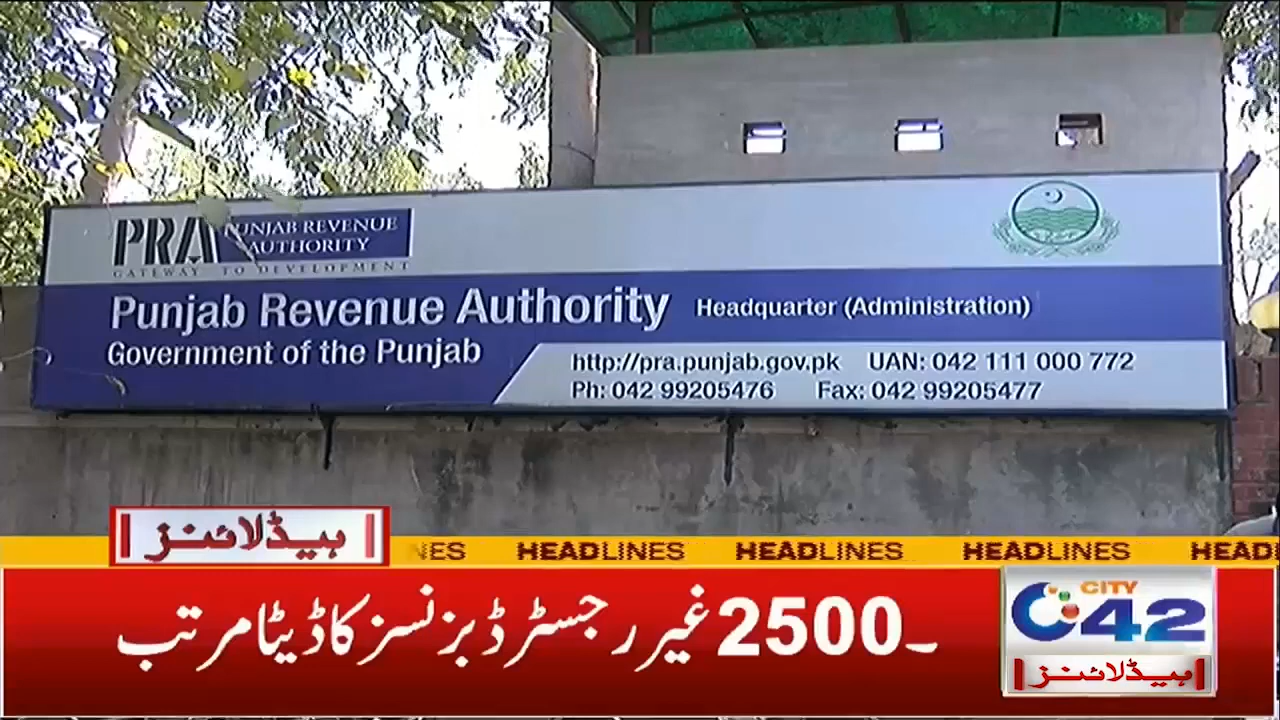 PRA PUNJAB REVENUE
AUTHORITY
GATEWAY TO DEVELOPMENT
Punjab Revenue Authority Headquarter (Administration)
Government of the Punjab
http://pra.punjab.gov.pk UAN: 042 111 000 772
Ph: 042 99205476 Fax: 042 99205477
ہیڈلائنز
NES HEADLINES HEADLINES HEADLINES HEAD
۔2500 غیر رجسٹرڈ بزنسز کا ڈیٹا مرتب
CITY
42
ہیڈلائنز